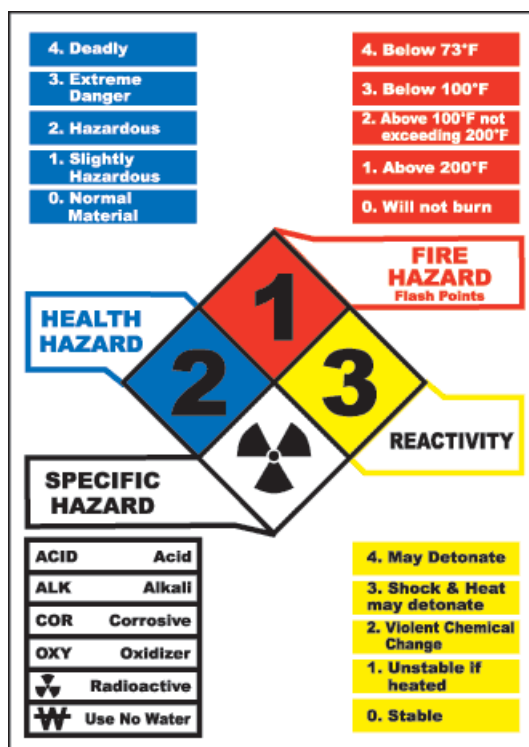 4. Deadly
3. Extreme
Danger
2. Hazardous
1. Slightly
Hazardous
0. Normal
Material
4. Below 73°F
3. Below 100°F
2. Above 100°F not
exceeding 200°F
1. Above 200°F
0. Will not burn
FIRE
HAZARD
Flash Points
HEALTH
HAZARD
1
2
3
REACTIVITY
SPECIFIC
HAZARD
ACID Acid
ALK Alkali
COR Corrosive
OXY Oxidizer
Radioactive
W Use No Water
4. May Detonate
3. Shock & Heat
may detonate
2. Violent Chemical
Change
1. Unstable if
heated
0. Stable